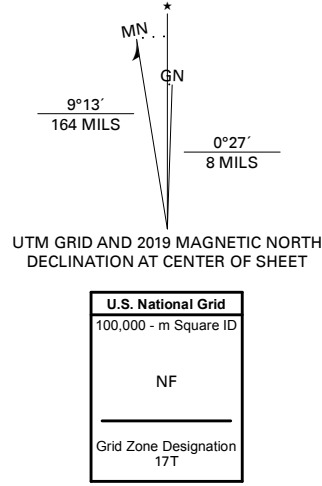 ★
MN
GN
9°13´
164 MILS
0°27´
8 MILS
UTM GRID AND 2019 MAGNETIC NORTH
DECLINATION AT CENTER OF SHEET
U.S. National Grid
100,000 - m Square ID
NF
Grid Zone Designation
17T